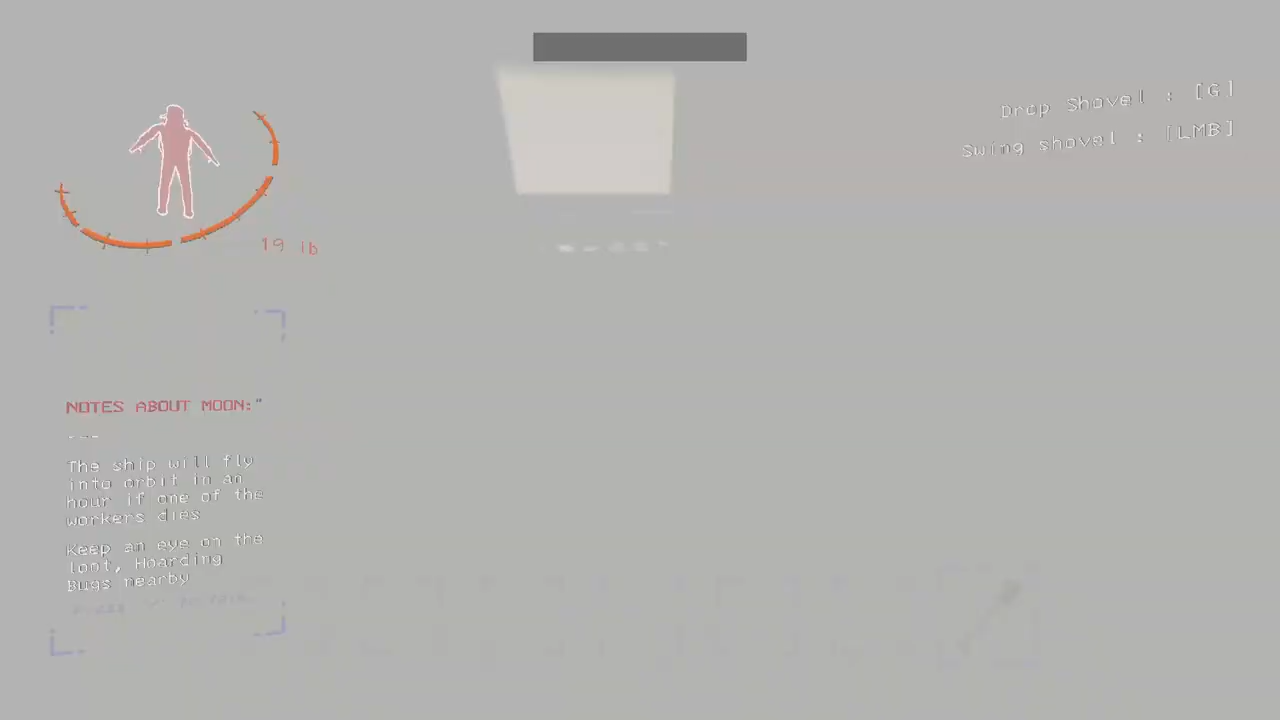 Drop Shovel : [G]
Swing shovel : [LMB]
19 lb
NOTES ABOUT MOON:"
---
The ship will fly
into orbit in an
hour if one of the
workers dies
Keep an eye on the
loot, Hoarding
Bugs nearby